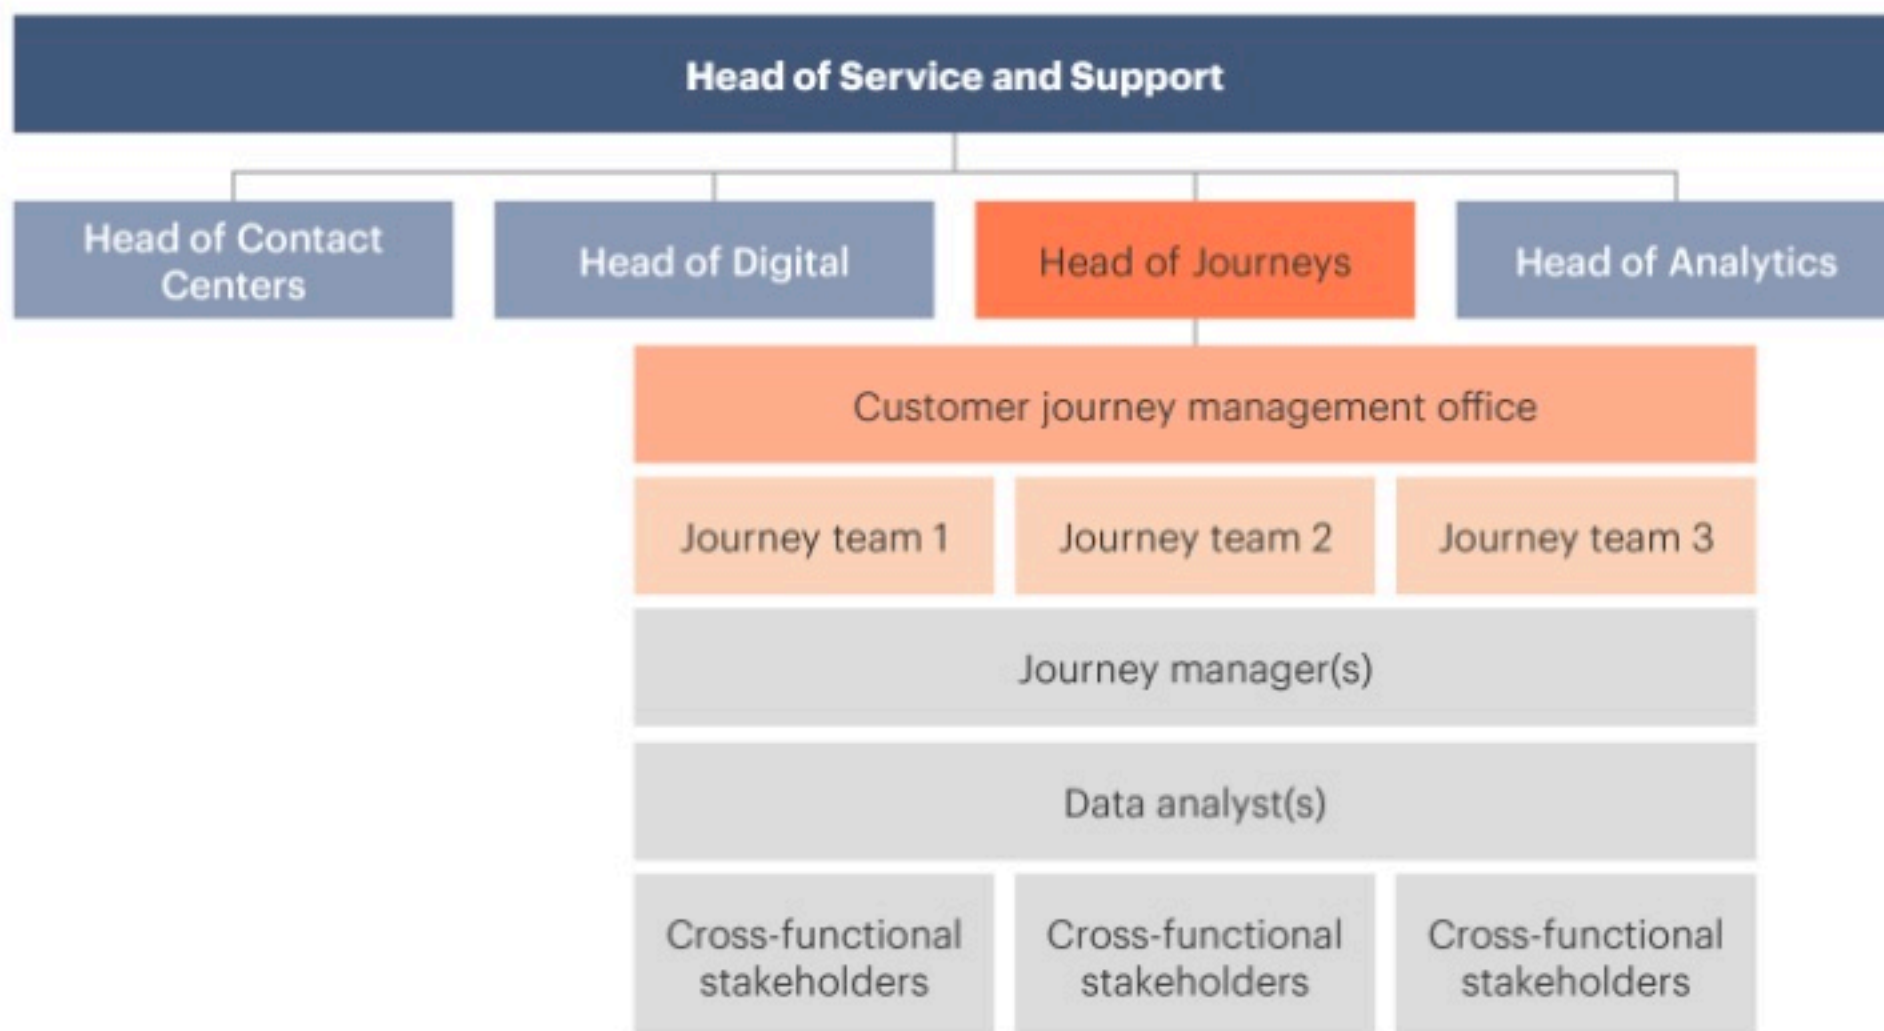 Head of Service and Support
Head of Contact
Centers
Head of Digital
Head of Journeys
Head of Analytics
Customer journey management office
Journey team 1
Journey team 2
Journey team 3
Journey manager(s)
Data analyst(s)
Cross-functional
stakeholders
Cross-functional
stakeholders
Cross-functional
stakeholders